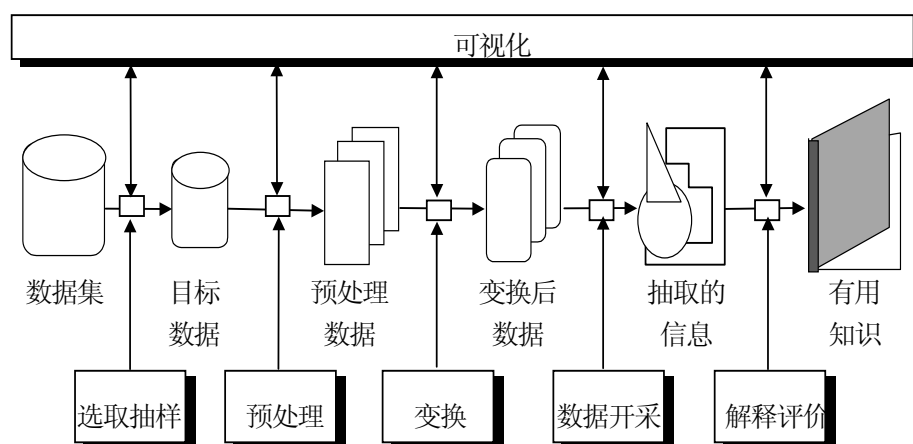 可视化
数据集
目标
数据
预处理
数据
变换后
数据
抽取的
信息
有用
知识
选取抽样
预处理
变换
数据开采
解释评价